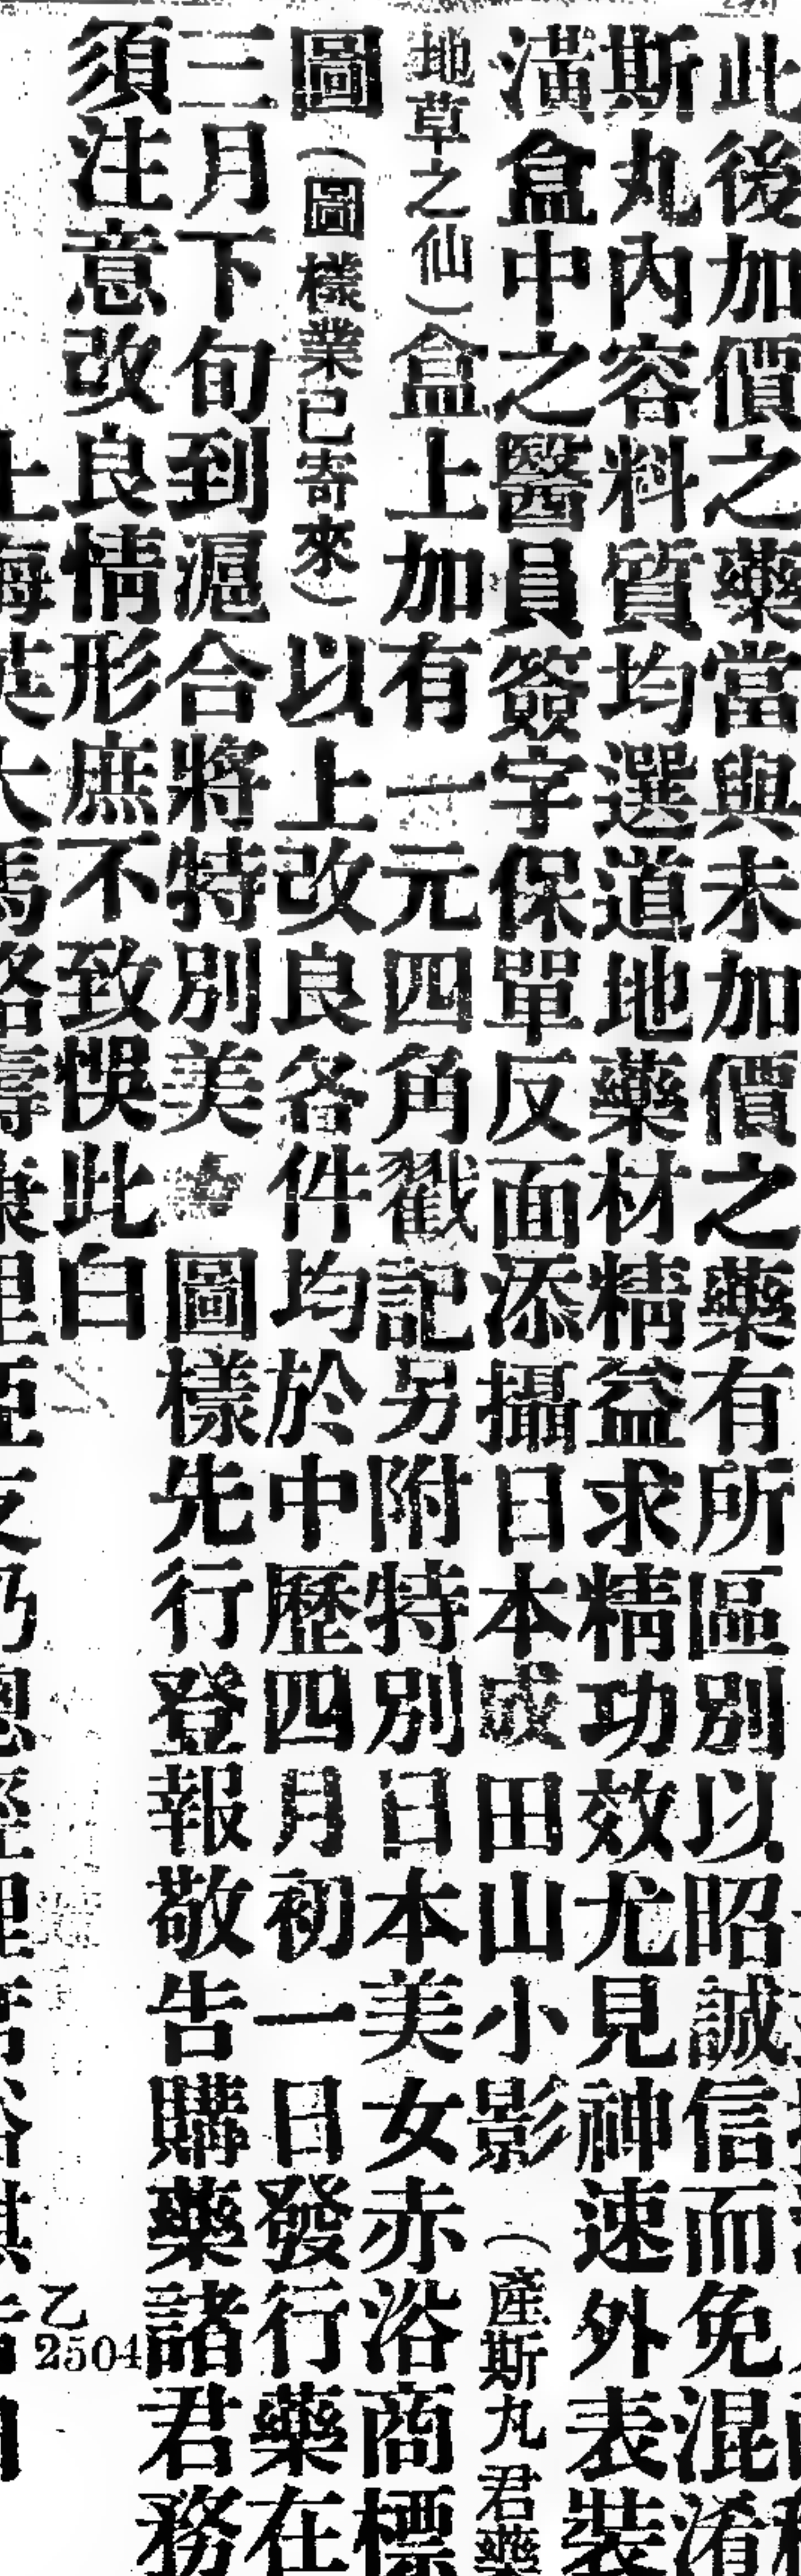 此後加價之藥當與未加價之藥有所區別以昭誠信而免混淆
斯丸內容料質均選道地藥材精益求精功效尤見神速外表裝
潢盒中之醫員簽字保單反面添攝日本成田山小影（產斯丸君藥
地草之仙）盒上加有一元四角戳記另附特別日本美女赤浴商標
圖（圖樣業已寄來）以上改良各件均於中歷四月初一日發行藥在
三月下旬到滬合將特別美圖樣先行登報敬告購藥諸君務
須注意改良情形庶不致悞此白
乙
2504